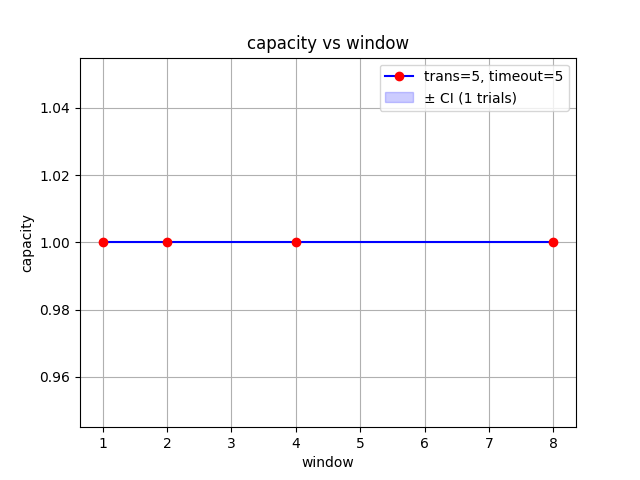 capacity vs window
trans=5, timeout=5
± CI (1 trials)
1.04
1.02
1.00
0.98
0.96
capacity
1 2 3 4 5 6 7 8
window